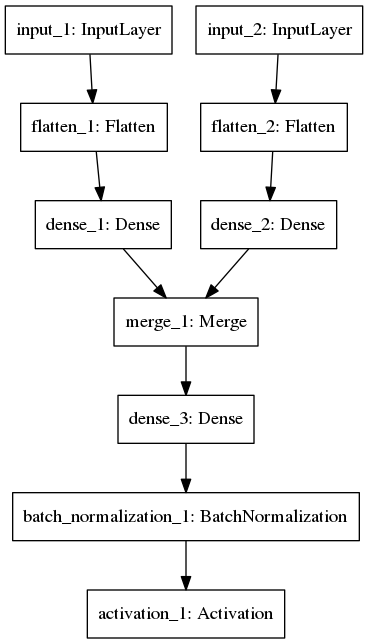 input_1: InputLayer
input_2: InputLayer
flatten_1: Flatten
flatten_2: Flatten
dense_1: Dense
dense_2: Dense
merge_1: Merge
dense_3: Dense
batch_normalization_1: BatchNormalization
activation_1: Activation